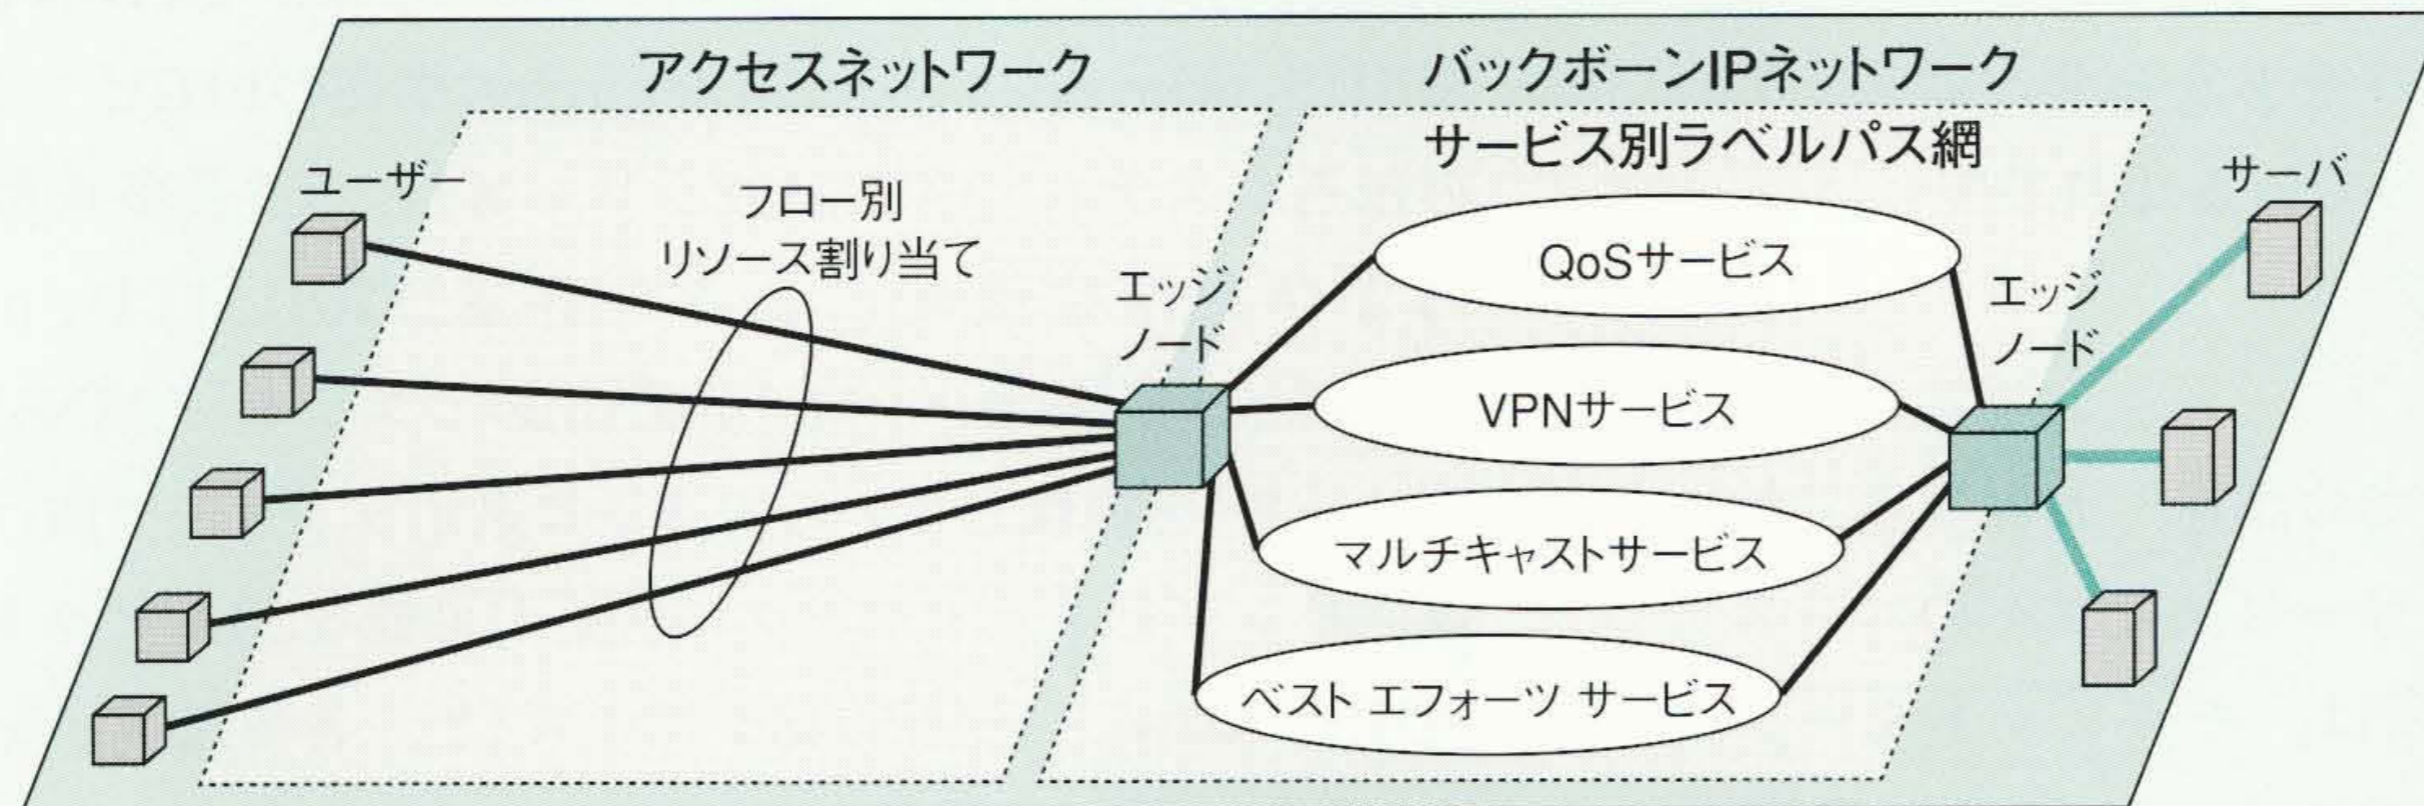 アクセスネットワーク
バックボーンIPネットワーク
サービス別ラベルパス網
ユーザー
フロー別
リソース割り当て
エッジ
ノード
QoSサービス
VPNサービス
マルチキャストサービス
ベスト エフォーツ サービス
エッジ
ノード
サーバ